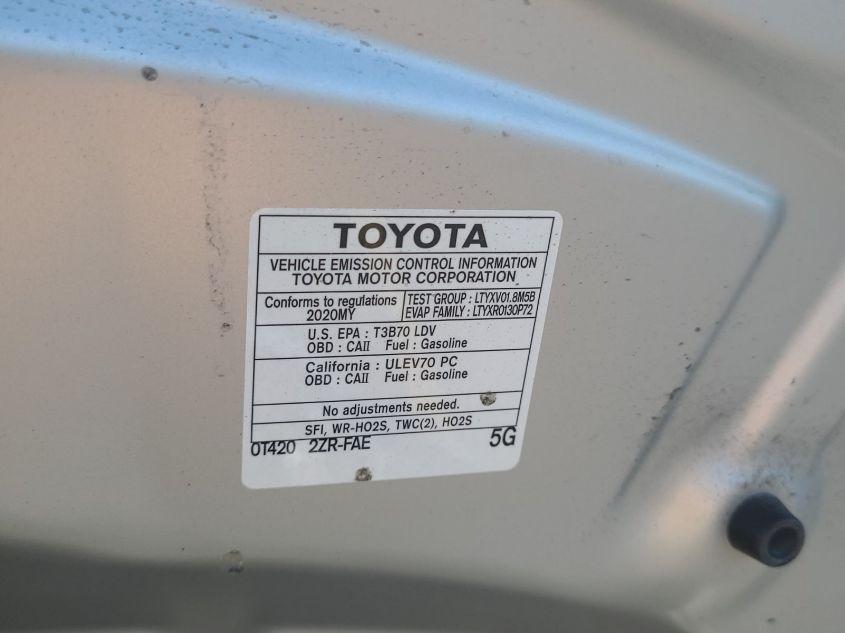 TOYOTA
VEHICLE EMISSION CONTROL INFORMATION
TOYOTA MOTOR CORPORATION
Conforms to regulations
2020MY
TEST GROUP : LTYXV01.8M5B
EVAP FAMILY : LTYXR0130P72
U.S. EPA : T3B70 LDV
OBD : CAII Fuel : Gasoline
California : ULEV70 PC
OBD : CAII Fuel : Gasoline
No adjustments needed.
SFI, WR-HO2S, TWC(2), HO2S
0T420 2ZR-FAE 5G